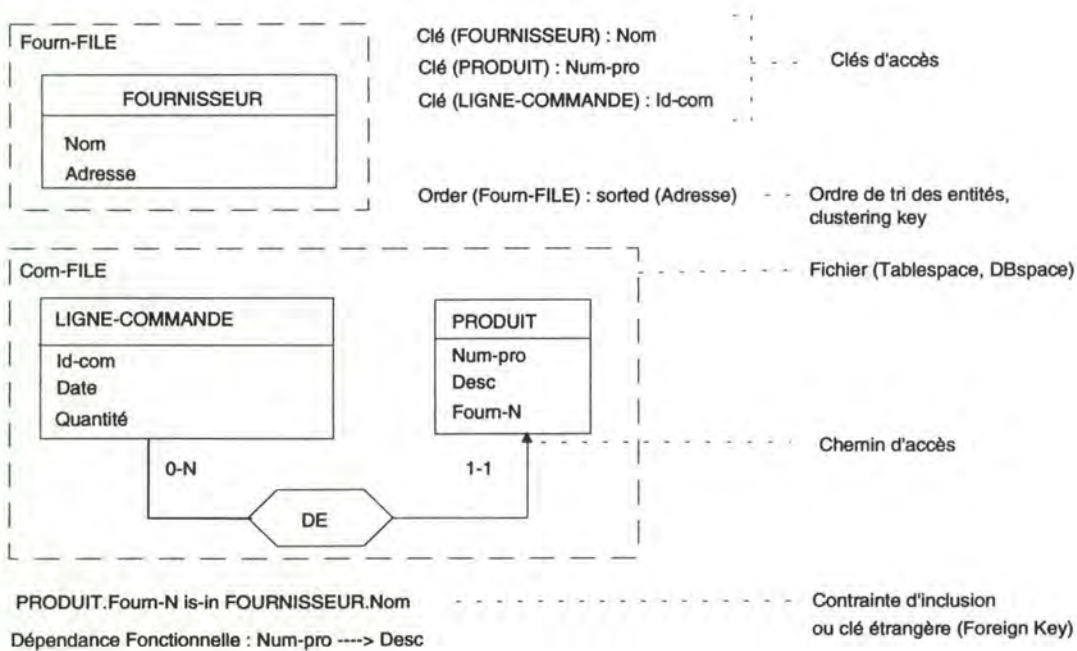 Fourn-FILE
FOURNISSEUR
Nom
Adresse
Clé (FOURNISSEUR) : Nom
Clé (PRODUIT) : Num-pro
Clé (LIGNE-COMMANDE) : Id-com
Clés d'accès
Order (Fourn-FILE) : sorted (Adresse)
Ordre de tri des entités,
clustering key
Com-FILE
Fichier (Tablespace, DBspace)
LIGNE-COMMANDE
Id-com
Date
Quantité
PRODUIT
Num-pro
Desc
Fourn-N
Chemin d'accès
0-N
1-1
DE
PRODUIT.Fourn-N is-in FOURNISSEUR.Nom
Contrainte d'inclusion
ou clé étrangère (Foreign Key)
Dépendance Fonctionnelle : Num-pro ----> Desc